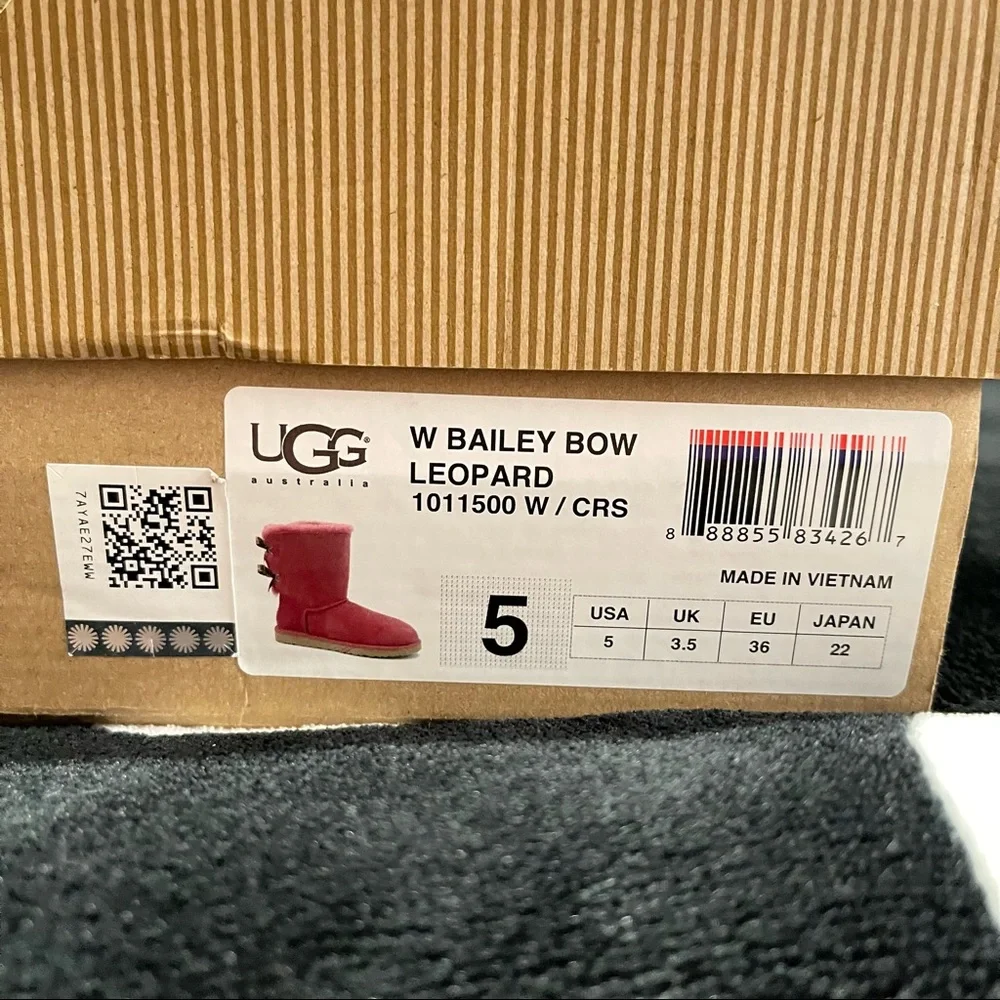 7AYAE27EWW
UGG®
australia
W BAILEY BOW
LEOPARD
1011500 W / CRS
8 88855 83426 7
MADE IN VIETNAM
5
USA UK EU JAPAN
5 3.5 36 22